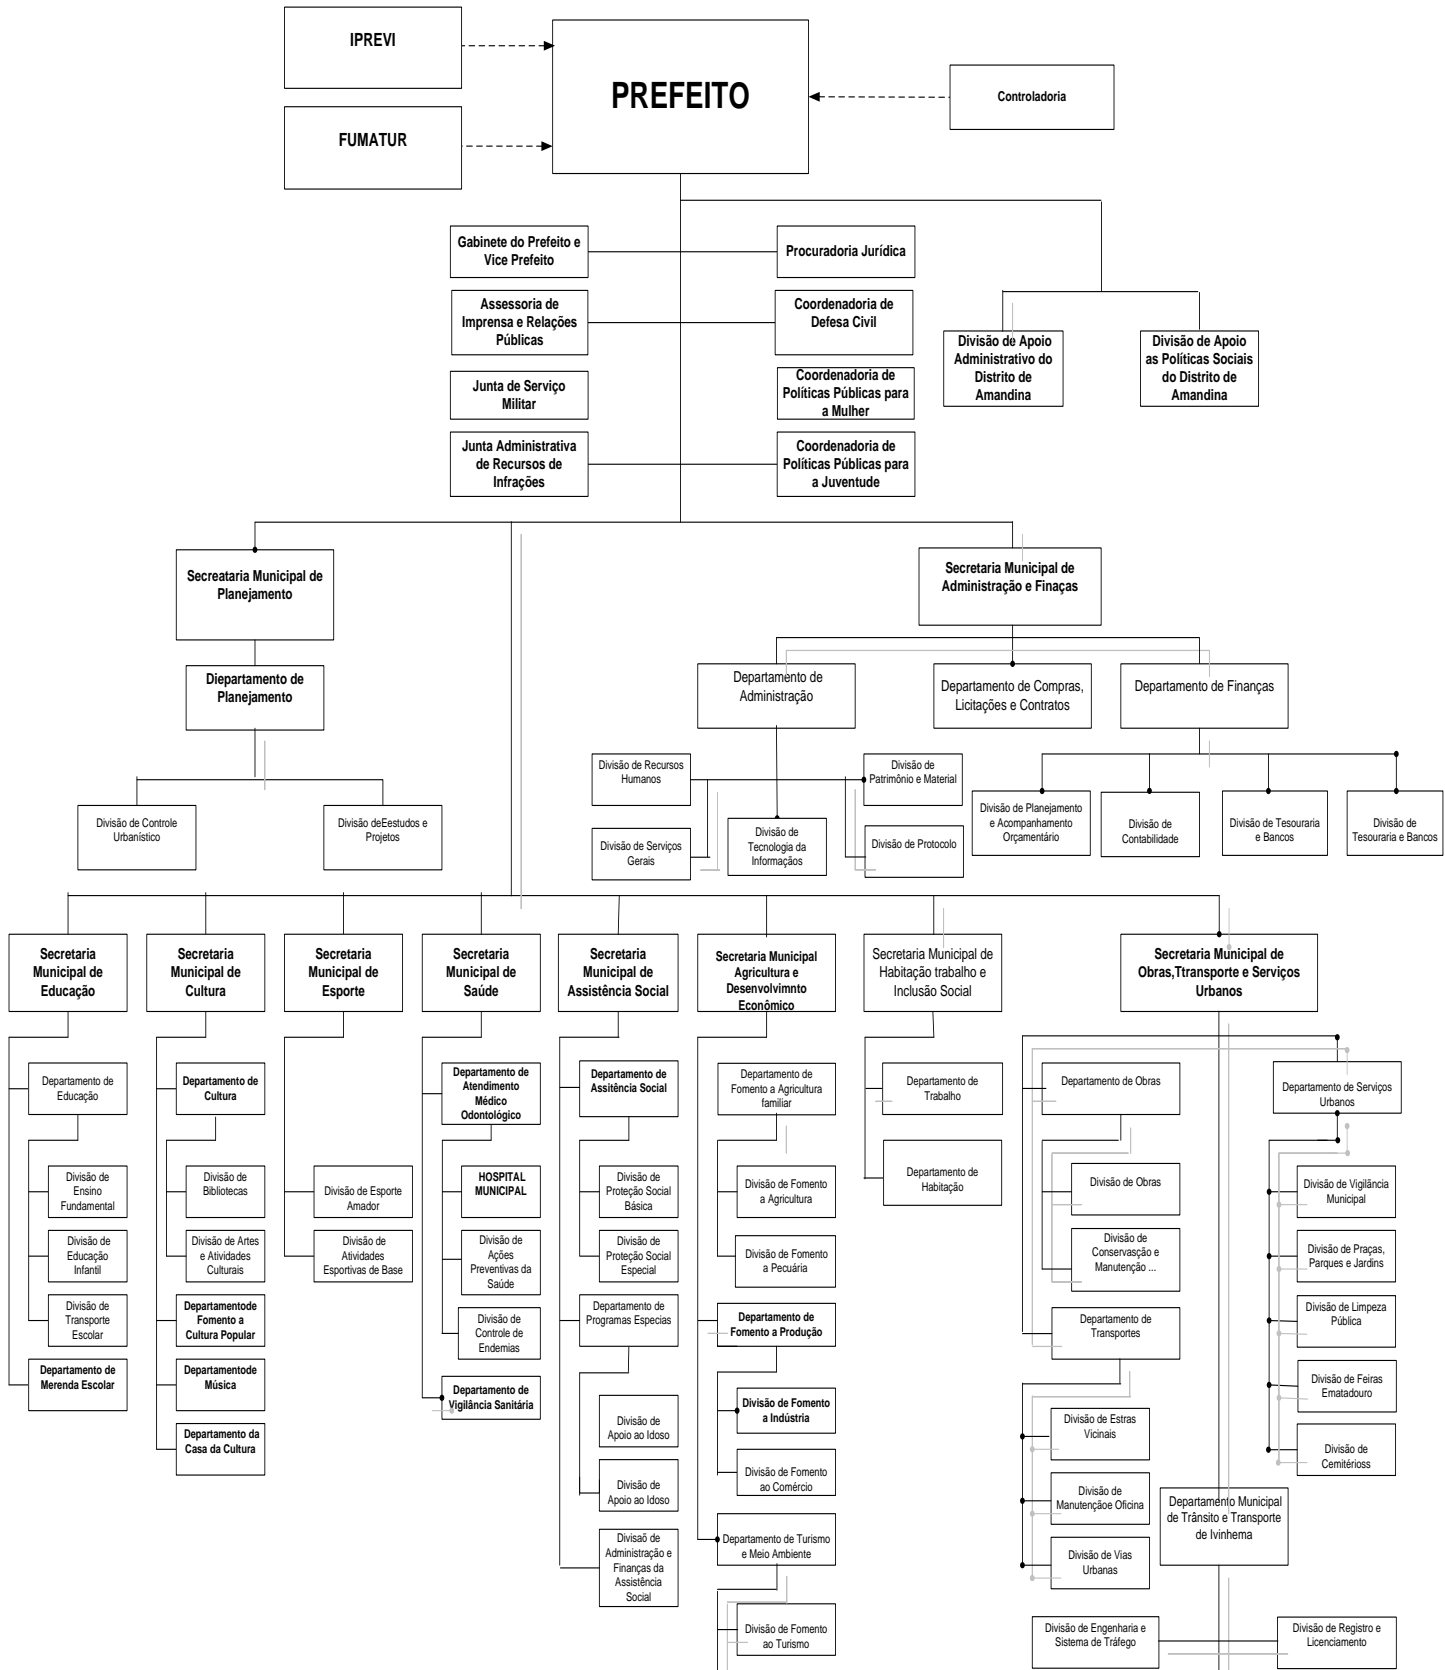 IPREVI
PREFEITO
Controladoria
FUMATUR
Gabinete do Prefeito e
Vice Prefeito
Procuradoria Jurídica
Assessoria de
Imprensa e Relações
Públicas
Coordenadoria de
Defesa Civil
Divisão de Apoio
Administrativo do
Distrito de
Amandina
Divisão de Apoio
as Políticas Sociais
do Distrito de
Amandina
Junta de Serviço
Militar
Coordenadoria de
Políticas Públicas para
a Mulher
Junta Administrativa
de Recursos de
Infrações
Coordenadoria de
Políticas Públicas para
a Juventude
Secreataria Municipal de
Planejamento
Secretaria Municipal de
Administração e Finaças
Diepartamento de
Planejamento
Departamento de
Administração
Departamento de Compras,
Licitações e Contratos
Departamento de Finanças
Divisão de Controle
Urbanístico
Divisão deEestudos e
Projetos
Divisão de Recursos
Humanos
Divisão de
Patrimônio e Material
Divisão de Serviços
Gerais
Divisão de
Tecnologia da
Informaçãos
Divisão de Protocolo
Divisão de Planejamento
e Acompanhamento
Orçamentário
Divisão de
Contabilidade
Divisão de Tesouraria
e Bancos
Divisão de
Tesouraria e Bancos
Secretaria
Municipal de
Educação
Secretaria
Municipal de
Cultura
Secretaria
Municipal de
Esporte
Secretaria
Municipal de
Saúde
Secretaria
Municipal de
Assistência Social
Secretaria Municipal
Agricultura e
Desenvolvimnto
Econômico
Secretaria Municipal de
Habitação trabalho e
Inclusão Social
Secretaria Municipal de
Obras,Ttransporte e Serviços
Urbanos
Departamento de
Educação
Divisão de
Ensino
Fundamental
Divisão de
Educação
Infantil
Divisão de
Transporte
Escolar
Departamento de
Merenda Escolar
Departamento de
Cultura
Divisão de
Bibliotecas
Divisão de Artes
e Atividades
Culturais
Departamentode
Fomento a
Cultura Popular
Departamentode
Música
Departamento da
Casa da Cultura
Divisão de Esporte
Amador
Divisão de
Atividades
Esportivas de Base
Departamento de
Atendimento
Médico
Odontológico
HOSPITAL
MUNICIPAL
Divisão de
Ações
Preventivas da
Saúde
Divisão de
Controle de
Endemias
Departamento de
Vigilância Sanitária
Departamento de
Assitência Social
Divisão de
Proteção Social
Básica
Divisão de
Proteção Social
Especial
Departamento de
Programas Especias
Divisão de
Apoio ao Idoso
Divisão de
Apoio ao Idoso
Divisaõ de
Administração e
Finanças da
Assistência
Social
Departamento de
Fomento a Agricultura
familiar
Divisão de Fomento
a Agricultura
Divisão de Fomento
a Pecuária
Departamento de
Fomento a Produção
Divisão de Fomento
a Indústria
Divisão de Fomento
ao Comércio
Departamento de Turismo
e Meio Ambiente
Divisão de Fomento
ao Turismo
Departamento de
Trabalho
Departamento de
Habitação
Departamento de Obras
Divisão de Obras
Divisão de
Conservasção e
Manutenção ...
Departamento de
Transportes
Divisão de Estras
Vicinais
Divisão de
Manutençãoe Oficina
Divisão de Vias
Urbanas
Departamento de Serviços
Urbanos
Divisão de Vigilância
Municipal
Divisão de Praças,
Parques e Jardins
Divisão de Limpeza
Pública
Divisão de Feiras
Ematadouro
Divisão de
Cemitérioss
Departamento Municipal
de Trânsito e Transporte
de Ivinhema
Divisão de Engenharia e
Sistema de Tráfego
Divisão de Registro e
Licenciamento